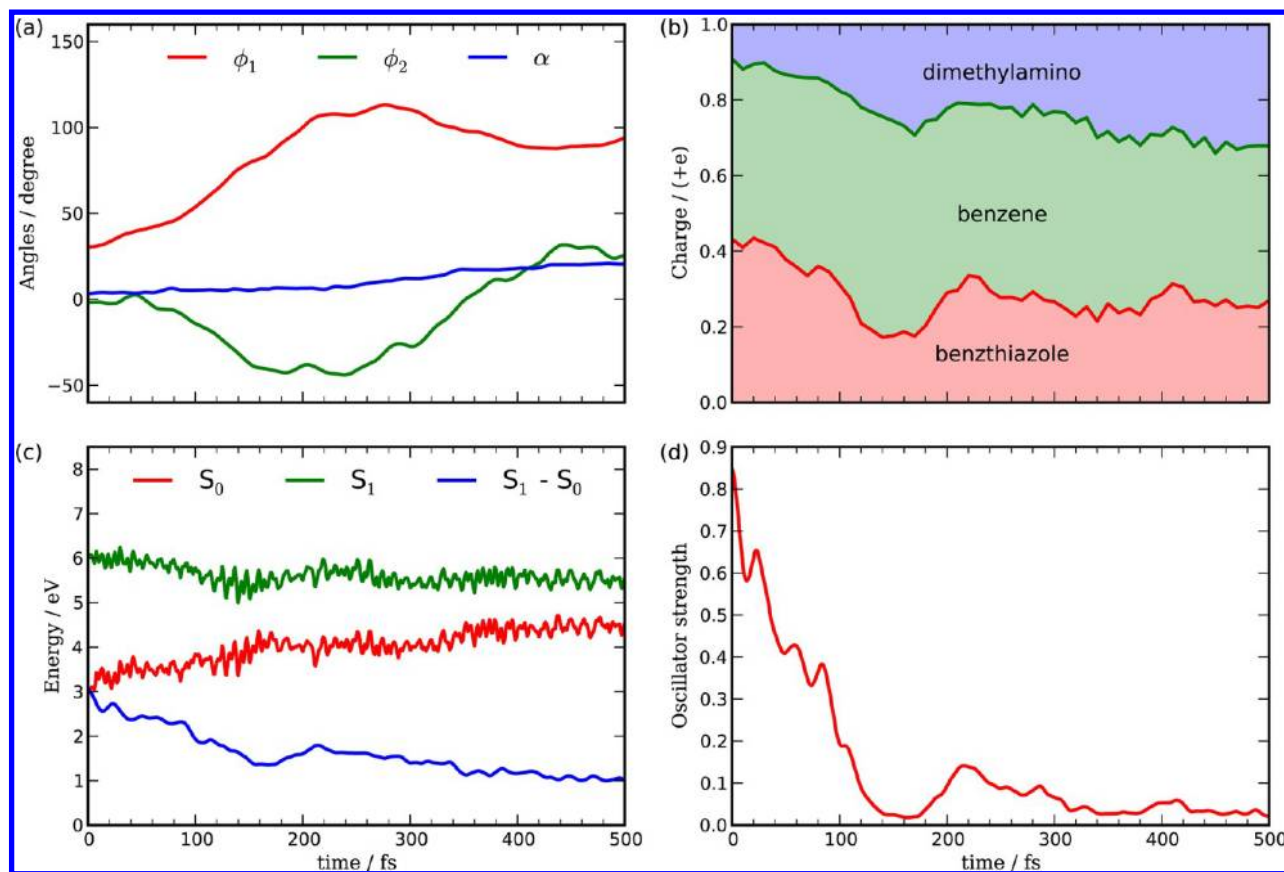 (a)
ϕ₁ ϕ₂ α
150
100
50
0
−50
Angles / degree
(b)
dimethylamino
benzene
benzthiazole
1.0
0.8
0.6
0.4
0.2
0.0
Charge / (+e)
(c)
S₀ S₁ S₁ - S₀
8
7
6
5
4
3
2
1
0
Energy / eV
0 100 200 300 400 500
time / fs
(d)
0.9
0.8
0.7
0.6
0.5
0.4
0.3
0.2
0.1
0.0
Oscillator strength
0 100 200 300 400 500
time / fs